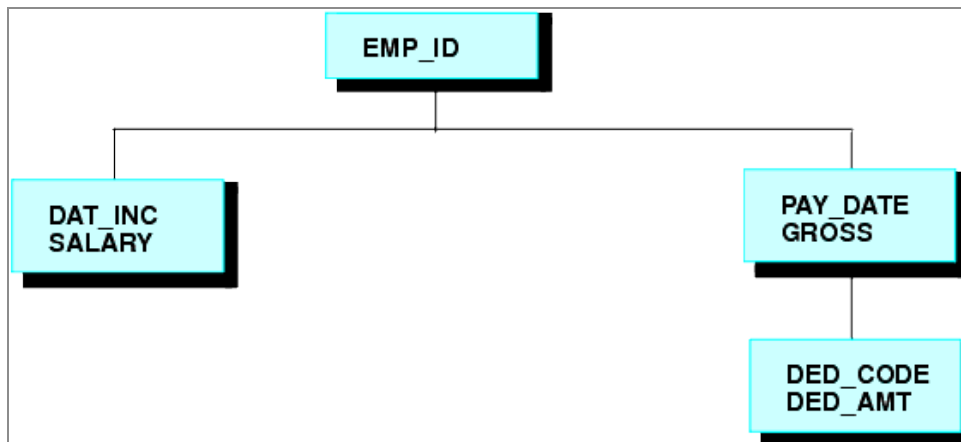 EMP_ID
DAT_INC
SALARY
PAY_DATE
GROSS
DED_CODE
DED_AMT